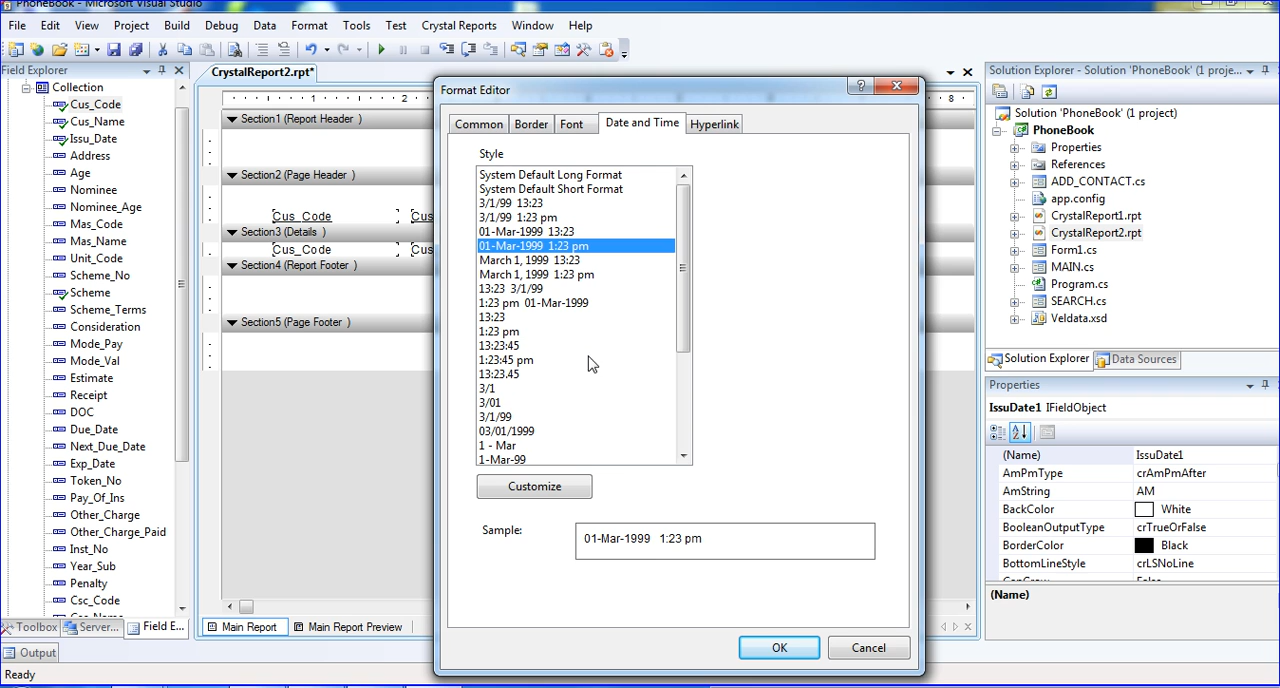 PhoneBook - Microsoft Visual Studio
File Edit View Project Build Debug Data Format Tools Test Crystal Reports Window Help
Field Explorer
Collection
Cus_Code
Cus_Name
Issu_Date
Address
Age
Nominee
Nominee_Age
Mas_Code
Mas_Name
Unit_Code
Scheme_No
Scheme
Scheme_Terms
Consideration
Mode_Pay
Mode_Val
Estimate
Receipt
DOC
Due_Date
Next_Due_Date
Exp_Date
Token_No
Pay_Of_Ins
Other_Charge
Other_Charge_Paid
Inst_No
Year_Sub
Penalty
Csc_Code
Toolbox Server... Field E...
Output
Ready
CrystalReport2.rpt*
1 2 8
Section1 (Report Header )
Section2 (Page Header )
Cus_Code Cus
Section3 (Details )
Cus_Code Cus
Section4 (Report Footer )
Section5 (Page Footer )
Main Report Main Report Preview
Format Editor
Common Border Font Date and Time Hyperlink
Style
System Default Long Format
System Default Short Format
3/1/99 13:23
3/1/99 1:23 pm
01-Mar-1999 13:23
01-Mar-1999 1:23 pm
March 1, 1999 13:23
March 1, 1999 1:23 pm
13:23 3/1/99
1:23 pm 01-Mar-1999
13:23
1:23 pm
13:23:45
1:23:45 pm
13:23.45
3/1
3/01
3/1/99
03/01/1999
1 - Mar
1-Mar-99
Customize
Sample:
01-Mar-1999 1:23 pm
OK Cancel
Solution Explorer - Solution 'PhoneBook' (1 proje...
Solution 'PhoneBook' (1 project)
PhoneBook
Properties
References
ADD_CONTACT.cs
app.config
CrystalReport1.rpt
CrystalReport2.rpt
Form1.cs
MAIN.cs
Program.cs
SEARCH.cs
Veldata.xsd
Solution Explorer Data Sources
Properties
IssuDate1 IFieldObject
(Name) IssuDate1
AmPmType crAmPmAfter
AmString AM
BackColor White
BooleanOutputType crTrueOrFalse
BorderColor Black
BottomLineStyle crLSNoLine
(Name)